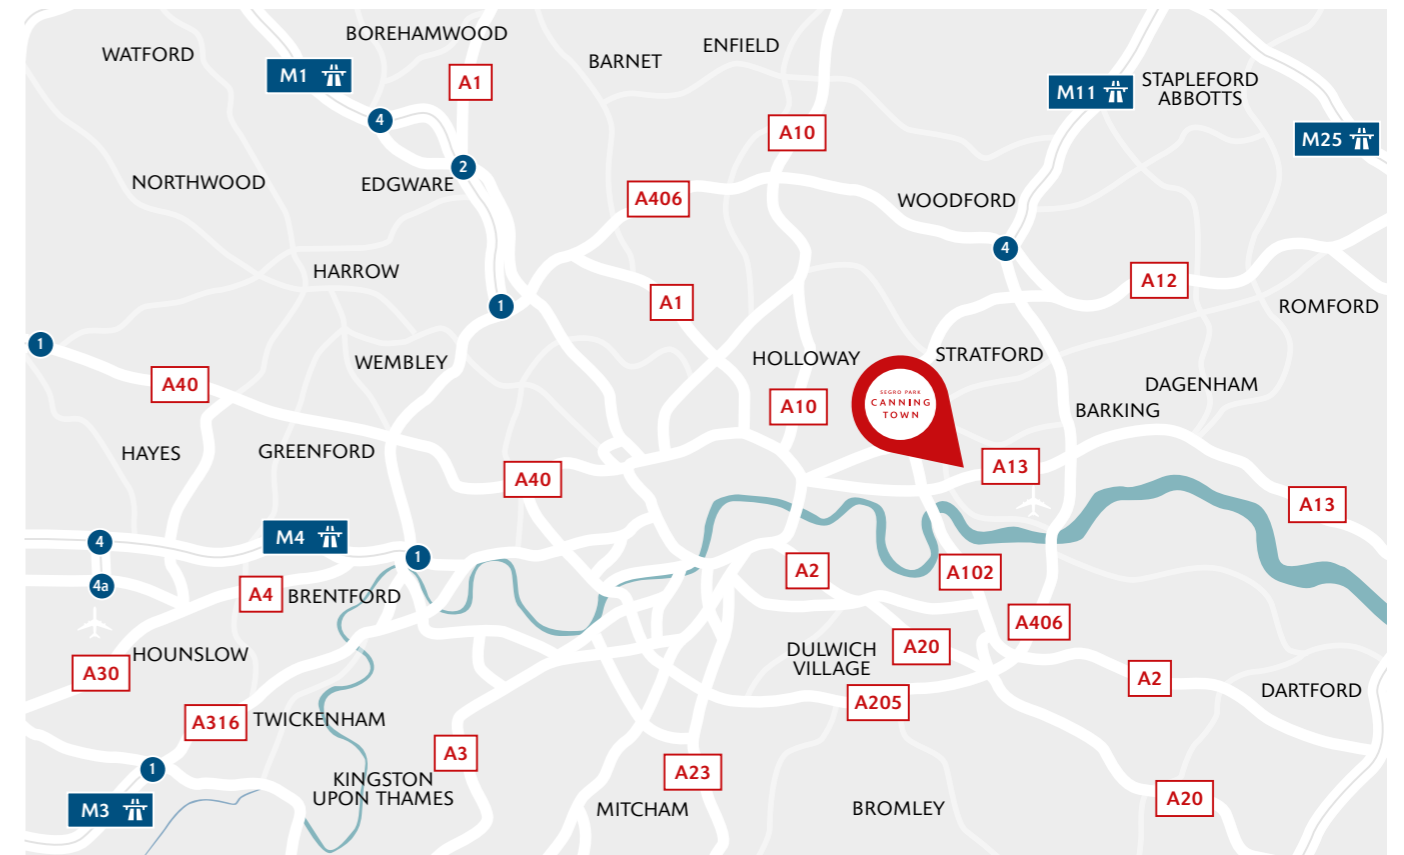 BOREHAMWOOD
ENFIELD
WATFORD
BARNET
M1
A1
M11
STAPLEFORD
ABBOTTS
4
A10
M25
2
NORTHWOOD
EDGWARE
A406
WOODFORD
4
HARROW
A12
1
A1
ROMFORD
1
WEMBLEY
HOLLOWAY
STRATFORD
A40
DAGENHAM
SEGRO PARK
CANNING
TOWN
A10
BARKING
HAYES
GREENFORD
A13
A40
A13
4
M4
1
4a
A4
BRENTFORD
A2
A102
A406
HOUNSLOW
DULWICH
VILLAGE
A20
A30
A2
DARTFORD
A205
A316
TWICKENHAM
A3
1
KINGSTON
UPON THAMES
A23
M3
MITCHAM
BROMLEY
A20